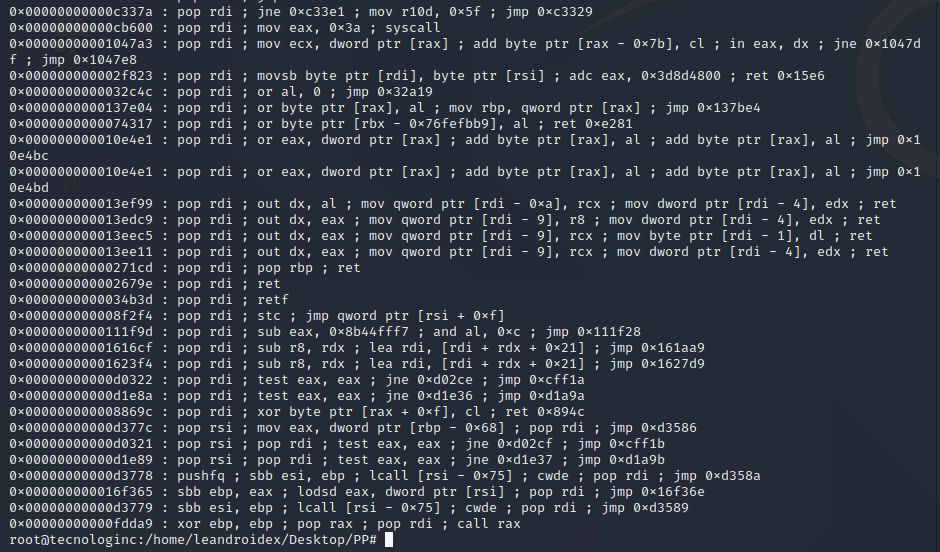 0×00000000000c337a : pop rdi ; jne 0×c33e1 ; mov r10d, 0×5f ; jmp 0×c3329
0×00000000000cb600 : pop rdi ; mov eax, 0×3a ; syscall
0×00000000001047a3 : pop rdi ; mov ecx, dword ptr [rax] ; add byte ptr [rax - 0×7b], cl ; in eax, dx ; jne 0×1047d
f ; jmp 0×1047e8
0×000000000002f823 : pop rdi ; movsb byte ptr [rdi], byte ptr [rsi] ; adc eax, 0×3d8d4800 ; ret 0×15e6
0×0000000000032c4c : pop rdi ; or al, 0 ; jmp 0×32a19
0×0000000000137e04 : pop rdi ; or byte ptr [rax], al ; mov rbp, qword ptr [rax] ; jmp 0×137be4
0×0000000000074317 : pop rdi ; or byte ptr [rbx - 0×76fefbb9], al ; ret 0×e281
0×000000000010e4e1 : pop rdi ; or eax, dword ptr [rax] ; add byte ptr [rax], al ; add byte ptr [rax], al ; jmp 0×1
0e4bc
0×000000000010e4e1 : pop rdi ; or eax, dword ptr [rax] ; add byte ptr [rax], al ; add byte ptr [rax], al ; jmp 0×1
0e4bd
0×000000000013ef99 : pop rdi ; out dx, al ; mov qword ptr [rdi - 0×a], rcx ; mov dword ptr [rdi - 4], edx ; ret
0×000000000013edc9 : pop rdi ; out dx, eax ; mov qword ptr [rdi - 9], r8 ; mov dword ptr [rdi - 4], edx ; ret
0×000000000013eec5 : pop rdi ; out dx, eax ; mov qword ptr [rdi - 9], rcx ; mov byte ptr [rdi - 1], dl ; ret
0×000000000013ee11 : pop rdi ; out dx, eax ; mov qword ptr [rdi - 9], rcx ; mov dword ptr [rdi - 4], edx ; ret
0×00000000000271cd : pop rdi ; pop rbp ; ret
0×000000000002679e : pop rdi ; ret
0×0000000000034b3d : pop rdi ; retf
0×000000000008f2f4 : pop rdi ; stc ; jmp qword ptr [rsi + 0×f]
0×0000000000111f9d : pop rdi ; sub eax, 0×8b44fff7 ; and al, 0×c ; jmp 0×111f28
0×00000000001616cf : pop rdi ; sub r8, rdx ; lea rdi, [rdi + rdx + 0×21] ; jmp 0×161aa9
0×00000000001623f4 : pop rdi ; sub r8, rdx ; lea rdi, [rdi + rdx + 0×21] ; jmp 0×1627d9
0×00000000000d0322 : pop rdi ; test eax, eax ; jne 0×d02ce ; jmp 0×cff1a
0×00000000000d1e8a : pop rdi ; test eax, eax ; jne 0×d1e36 ; jmp 0×d1a9a
0×000000000008869c : pop rdi ; xor byte ptr [rax + 0×f], cl ; ret 0×894c
0×00000000000d377c : pop rsi ; mov eax, dword ptr [rbp - 0×68] ; pop rdi ; jmp 0×d3586
0×00000000000d0321 : pop rsi ; pop rdi ; test eax, eax ; jne 0×d02cf ; jmp 0×cff1b
0×00000000000d1e89 : pop rsi ; pop rdi ; test eax, eax ; jne 0×d1e37 ; jmp 0×d1a9b
0×00000000000d3778 : pushfq ; sbb esi, ebp ; lcall [rsi - 0×75] ; cwde ; pop rdi ; jmp 0×d358a
0×000000000016f365 : sbb ebp, eax ; lodsd eax, dword ptr [rsi] ; pop rdi ; jmp 0×16f36e
0×00000000000d3779 : sbb esi, ebp ; lcall [rsi - 0×75] ; cwde ; pop rdi ; jmp 0×d3589
0×00000000000fdda9 : xor ebp, ebp ; pop rax ; pop rdi ; call rax
root@tecnologinc:/home/leandroidex/Desktop/PP#